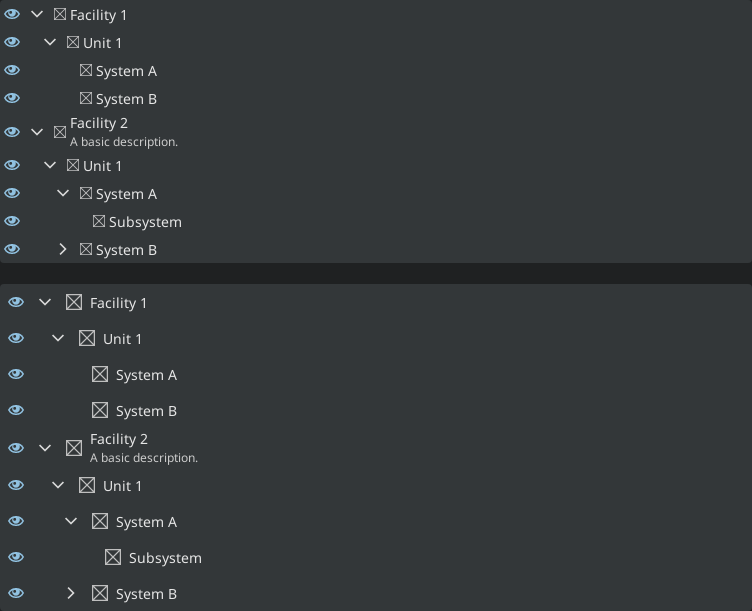 Facility 1
Unit 1
System A
System B
Facility 2
A basic description.
Unit 1
System A
Subsystem
System B
Facility 1
Unit 1
System A
System B
Facility 2
A basic description.
Unit 1
System A
Subsystem
System B